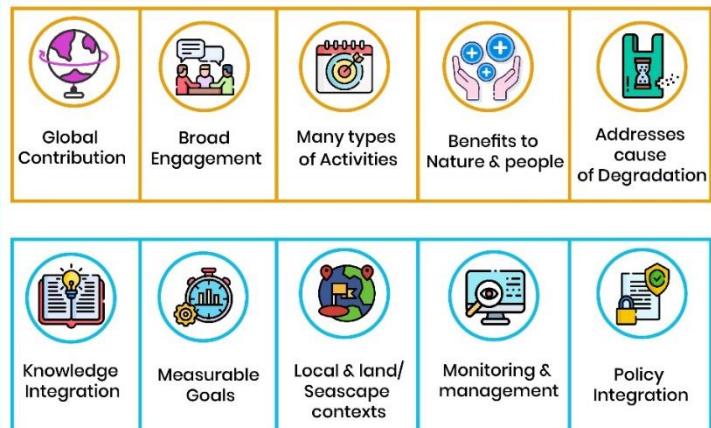 Global
Contribution
Broad
Engagement
Many types
of Activities
Benefits to
Nature & people
Addresses
cause
of Degradation
Knowledge
Integration
Measurable
Goals
Local & land/
Seascape
contexts
Monitoring &
management
Policy
Integration